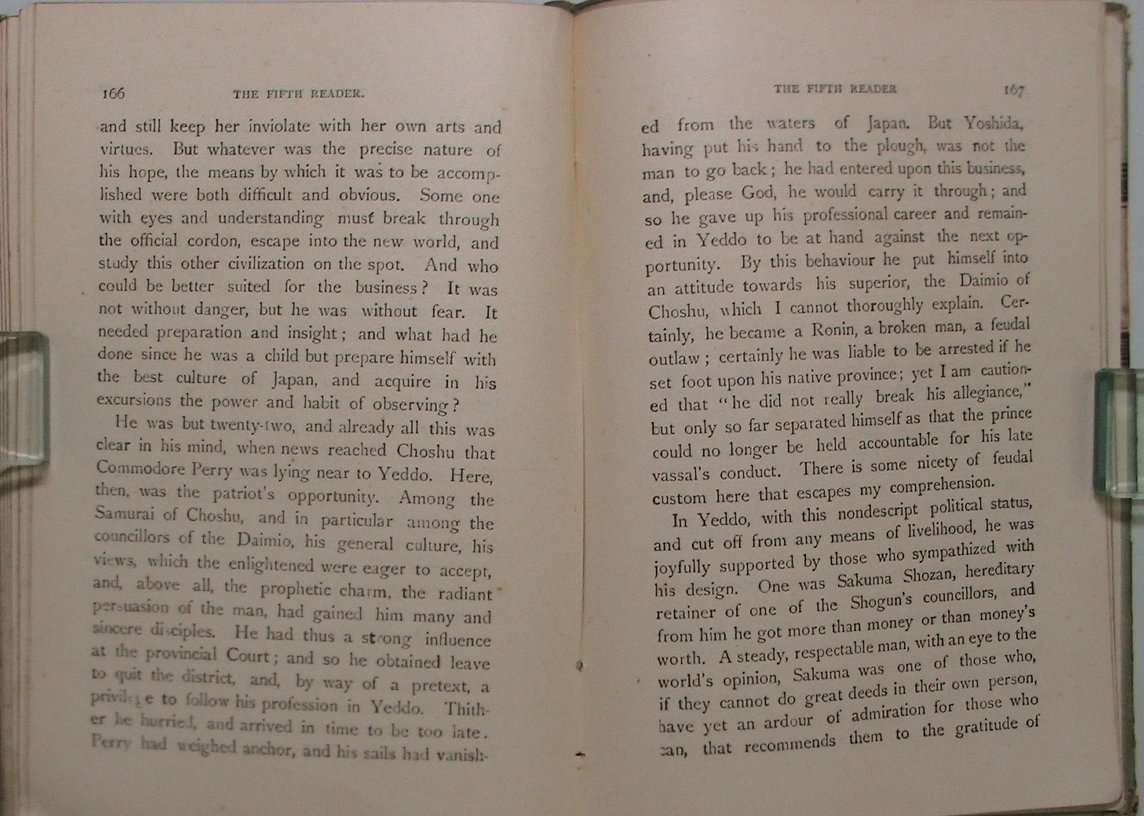 166 THE FIFTH READER.
and still keep her inviolate with her own arts and
virtues. But whatever was the precise nature of
his hope, the means by which it was to be accomp-
lished were both difficult and obvious. Some one
with eyes and understanding must break through
the official cordon, escape into the new world, and
study this other civilization on the spot. And who
could be better suited for the business? It was
not without danger, but he was without fear. It
needed preparation and insight; and what had he
done since he was a child but prepare himself with
the best culture of Japan, and acquire in his
excursions the power and habit of observing?
He was but twenty-two, and already all this was
clear in his mind, when news reached Choshu that
Commodore Perry was lying near to Yeddo. Here,
then, was the patriot's opportunity. Among the
Samurai of Choshu, and in particular among the
councillors of the Daimio, his general culture, his
views, which the enlightened were eager to accept,
and, above all, the prophetic charm, the radiant
persuasion of the man, had gained him many and
sincere disciples. He had thus a strong influence
at the provincial Court; and so he obtained leave
to quit the district, and, by way of a pretext, a
privilege to follow his profession in Yeddo. Thith-
er he hurried, and arrived in time to be too late.
Perry had weighed anchor, and his sails had vanish-
THE FIFTH READER 167
ed from the waters of Japan. But Yoshida,
having put his hand to the plough, was not the
man to go back; he had entered upon this business,
and, please God, he would carry it through; and
so he gave up his professional career and remain-
ed in Yeddo to be at hand against the next op-
portunity. By this behaviour he put himself into
an attitude towards his superior, the Daimio of
Choshu, which I cannot thoroughly explain. Cer-
tainly, he became a Ronin, a broken man, a feudal
outlaw; certainly he was liable to be arrested if he
set foot upon his native province; yet I am caution-
ed that "he did not really break his allegiance,"
but only so far separated himself as that the prince
could no longer be held accountable for his late
vassal's conduct. There is some nicety of feudal
custom here that escapes my comprehension.
In Yeddo, with this nondescript political status,
and cut off from any means of livelihood, he was
joyfully supported by those who sympathized with
his design. One was Sakuma Shozan, hereditary
retainer of one of the Shogun's councillors, and
from him he got more than money or than money's
worth. A steady, respectable man, with an eye to the
world's opinion, Sakuma was one of those who,
if they cannot do great deeds in their own person,
have yet an ardour of admiration for those who
can, that recommends them to the gratitude of